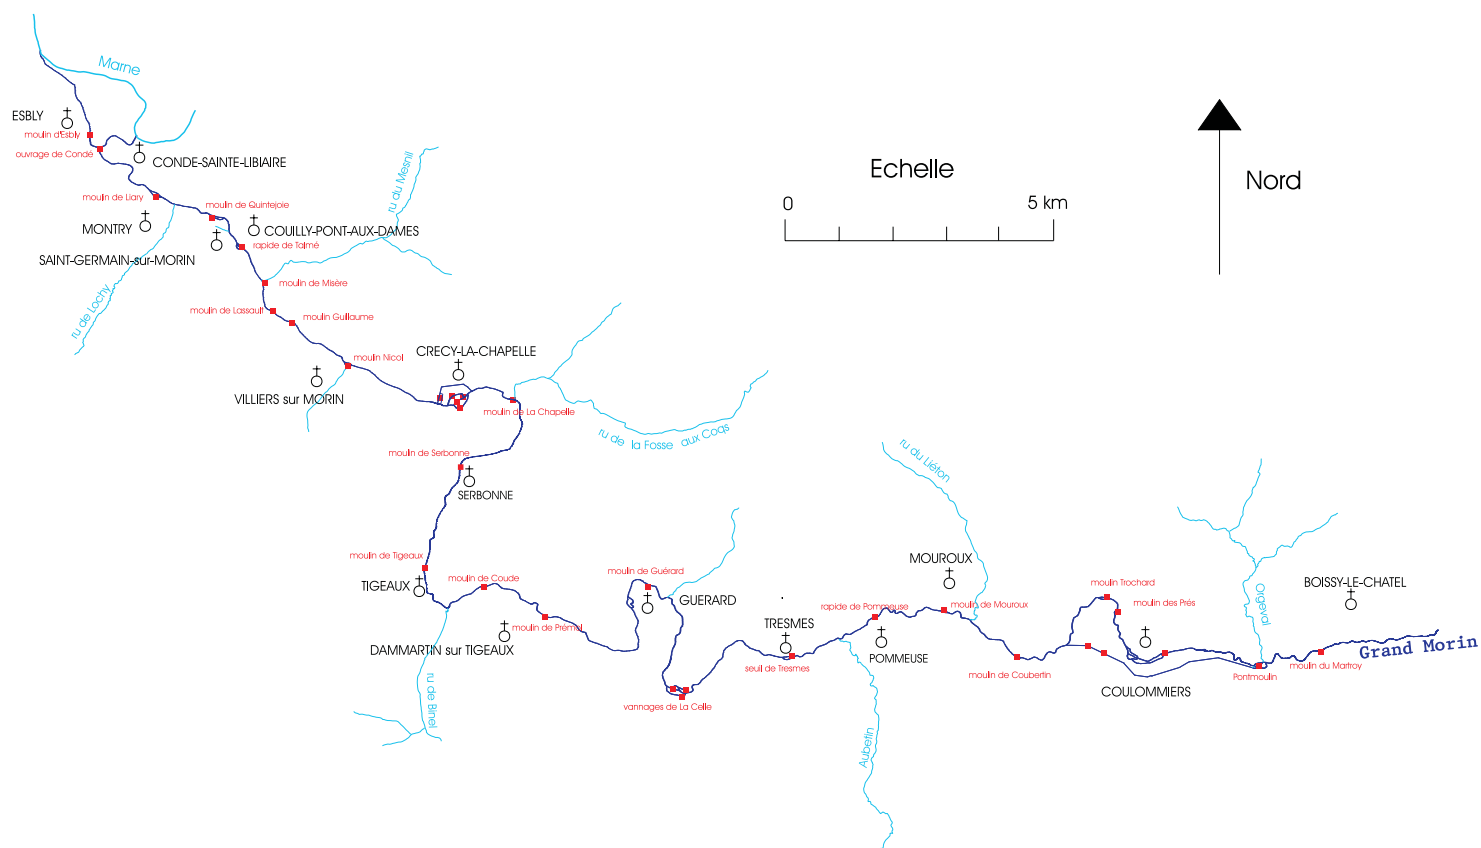 Marne
ESBLY
moulin d'Esbly
ouvrage de Condé
CONDE-SAINTE-LIBIAIRE
ru du Mesnil
Echelle
0
5 km
Nord
moulin de Liary
moulin de Quintejoie
MONTRY
COUILLY-PONT-AUX-DAMES
rapide de Talmé
SAINT-GERMAIN-sur-MORIN
moulin de Misère
ru de Lochy
moulin de Lassault
moulin Guillaume
CRECY-LA-CHAPELLE
moulin Nicol
VILLIERS sur MORIN
moulin de La Chapelle
ru de la Fosse aux Coqs
moulin de Serbonne
SERBONNE
ru du Liéton
moulin de Tigeaux
TIGEAUX
moulin de Coude
moulin de Guérard
GUERARD
MOUROUX
moulin Trochard
moulin des Prés
Orgeval
BOISSY-LE-CHATEL
rapide de Pommeuse
moulin de Mouroux
moulin de Prémol
TRESMES
DAMMARTIN sur TIGEAUX
POMMEUSE
seuil de Tresmes
moulin de Coubertin
Grand Morin
moulin du Martroy
Pontmoulin
COULOMMIERS
ru de Binel
vannages de La Celle
Aubetin